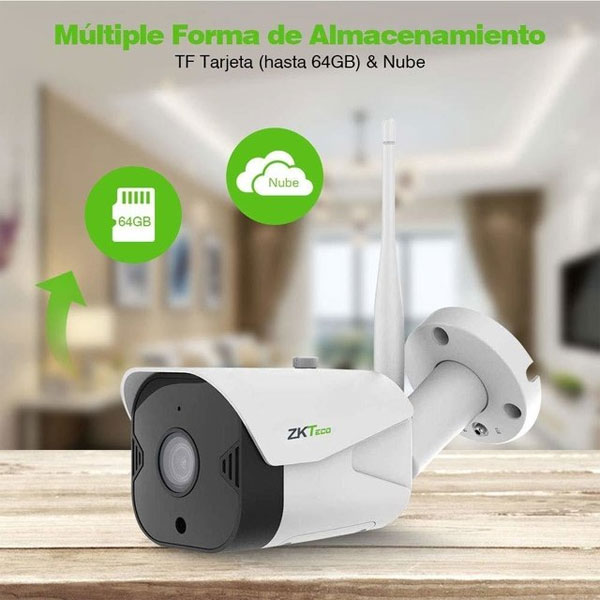 Múltiple Forma de Almacenamiento
TF Tarjeta (hasta 64GB) & Nube
Nube
64GB
ZKTECO